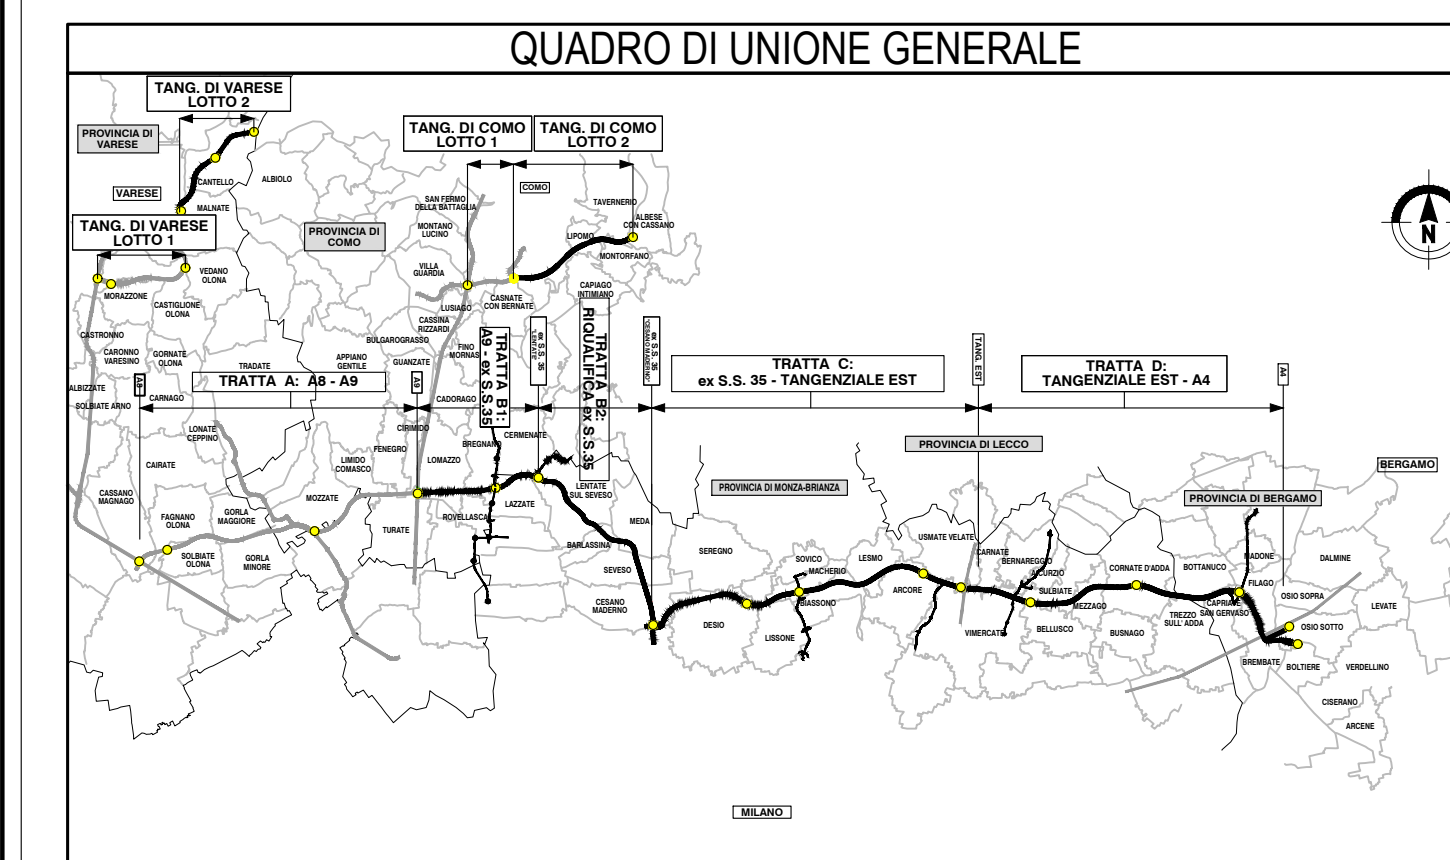 QUADRO DI UNIONE GENERALE
TANG. DI VARESE
LOTTO 2
PROVINCIA DI
VARESE
TANG. DI COMO
LOTTO 1
TANG. DI COMO
LOTTO 2
CANTELLO
ALBIOLO
VARESE
MALNATE
COMO
SAN FERMO
DELLA BATTAGLIA
TAVERNERIO
ALBESE
CON CASSANO
TANG. DI VARESE
LOTTO 1
PROVINCIA DI
COMO
MONTANO
LUCINO
LIPOMO
MONTORFANO
N
VILLA
GUARDIA
VEDANO
OLONA
MORAZZONE
CASTIGLIONE
OLONA
LUSIAGO
CASNATE
CON BERNATE
CAPIAGO
INTIMIANO
CASSINA
RIZZARDI
CASTRONNO
BULGAROGRASSO
FINO
MORNAS
CARONNO
VARESINO
GORNATE
OLONA
TRADATE
APPIANO
GENTILE
GUANZATE
TRATTA B1:
A9 - ex S.S.35
ex S.S. 35
"LENTATE"
TRATTA B2:
RIQUALIFICA ex S.S.35
ex S.S. 35
"CESANO MADERNO"
TANG. EST
A4
A8
A9
TRATTA A: A8 - A9
TRATTA C:
ex S.S. 35 - TANGENZIALE EST
TRATTA D:
TANGENZIALE EST - A4
ALBIZZATE
SOLBIATE ARNO
CARNAGO
CADORAGO
LONATE
CEPPINO
CIRIMIDO
CERMENATE
BREGNANO
FENEGRO
PROVINCIA DI LECCO
BERGAMO
CAIRATE
LIMIDO
COMASCO
LOMAZZO
CASSANO
MAGNAGO
MOZZATE
LENTATE
SUL SEVESO
PROVINCIA DI MONZA-BRIANZA
PROVINCIA DI BERGAMO
FAGNANO
OLONA
GORLA
MAGGIORE
TURATE
ROVELLASCA
LAZZATE
MEDA
SOLBIATE
OLONA
GORLA
MINORE
BARLASSINA
SEREGNO
SOVICO
MACHERIO
LESMO
USMATE VELATE
CARNATE
BERNAREGGIO
AICURZIO
CORNATE D'ADDA
BOTTANUCO
MADONE
DALMINE
SEVESO
FILAGO
CESANO
MADERNO
BIASSONO
ARCORE
SULBIATE
MEZZAGO
OSIO SOPRA
CAPRIATE
SAN GERVASO
LEVATE
DESIO
LISSONE
VIMERCATE
BELLUSCO
BUSNAGO
TREZZO
SULL' ADDA
OSIO SOTTO
BREMBATE
BOLTIERE
VERDELLINO
CISERANO
ARCENE
MILANO